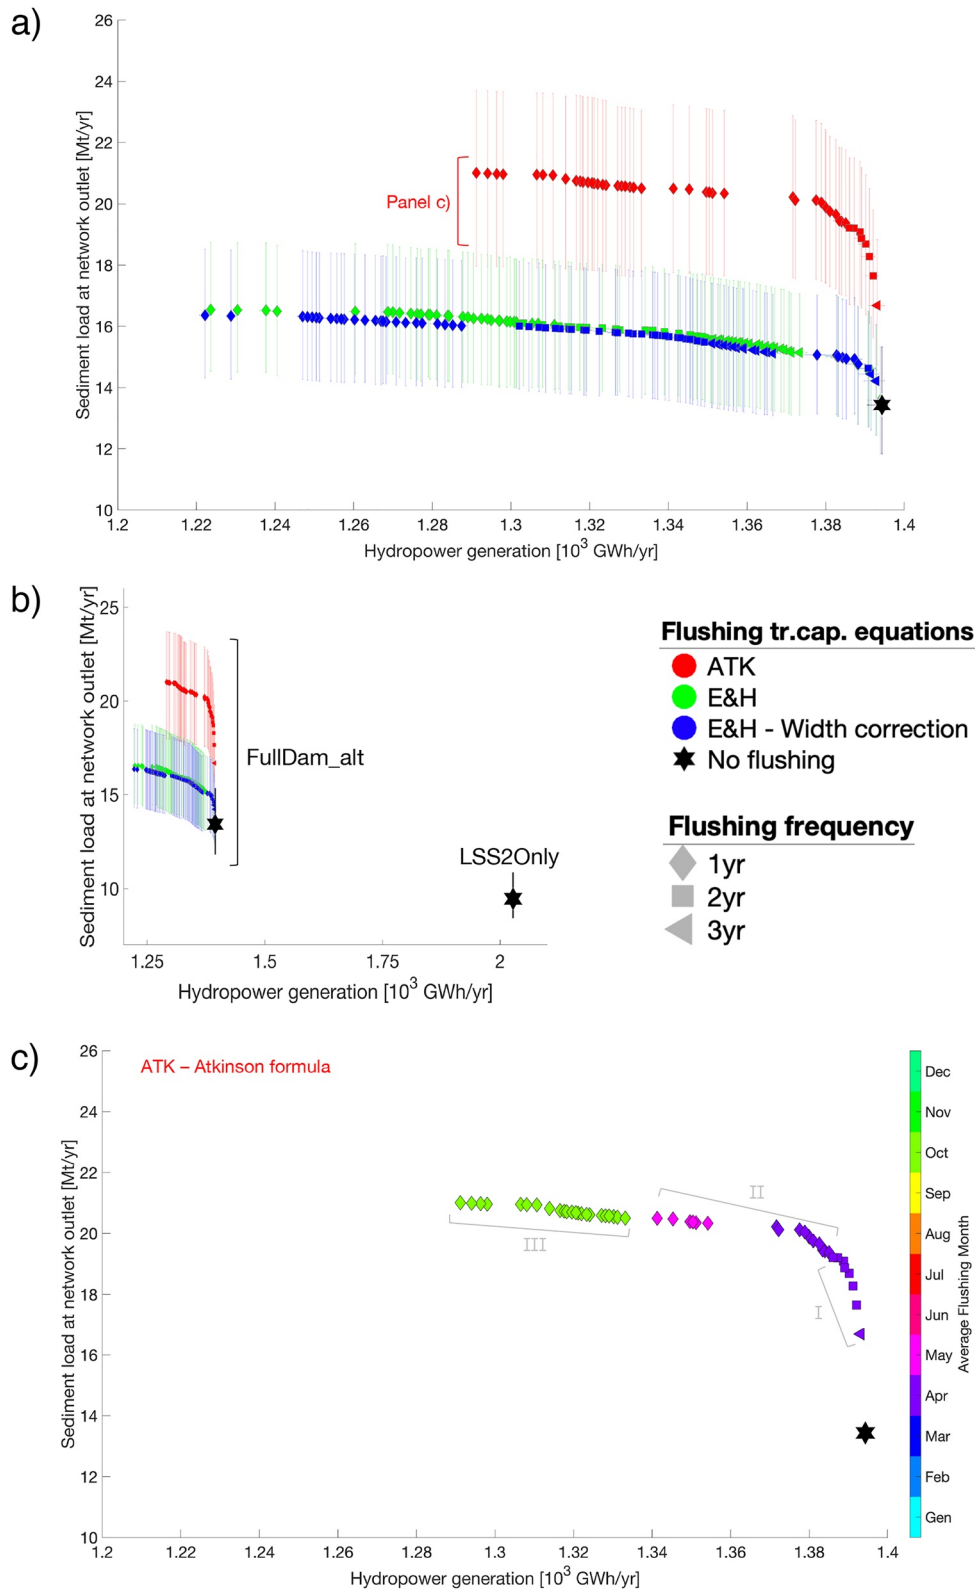 a)
26
24
22
20
18
16
14
12
10
Sediment load at network outlet [Mt/yr]
Panel c)
1.2 1.22 1.24 1.26 1.28 1.3 1.32 1.34 1.36 1.38 1.4
Hydropower generation [10³ GWh/yr]
b)
25
20
15
10
Sediment load at network outlet [Mt/yr]
FullDam_alt
LSS2Only
1.25 1.5 1.75 2
Hydropower generation [10³ GWh/yr]
Flushing tr.cap. equations
ATK
E&H
E&H - Width correction
No flushing
Flushing frequency
1yr
2yr
3yr
c)
ATK – Atkinson formula
26
24
22
20
18
16
14
12
10
Sediment load at network outlet [Mt/yr]
II
III
I
1.2 1.22 1.24 1.26 1.28 1.3 1.32 1.34 1.36 1.38 1.4
Hydropower generation [10³ GWh/yr]
Dec
Nov
Oct
Sep
Aug
Jul
Jun
May
Apr
Mar
Feb
Gen
Average Flushing Month